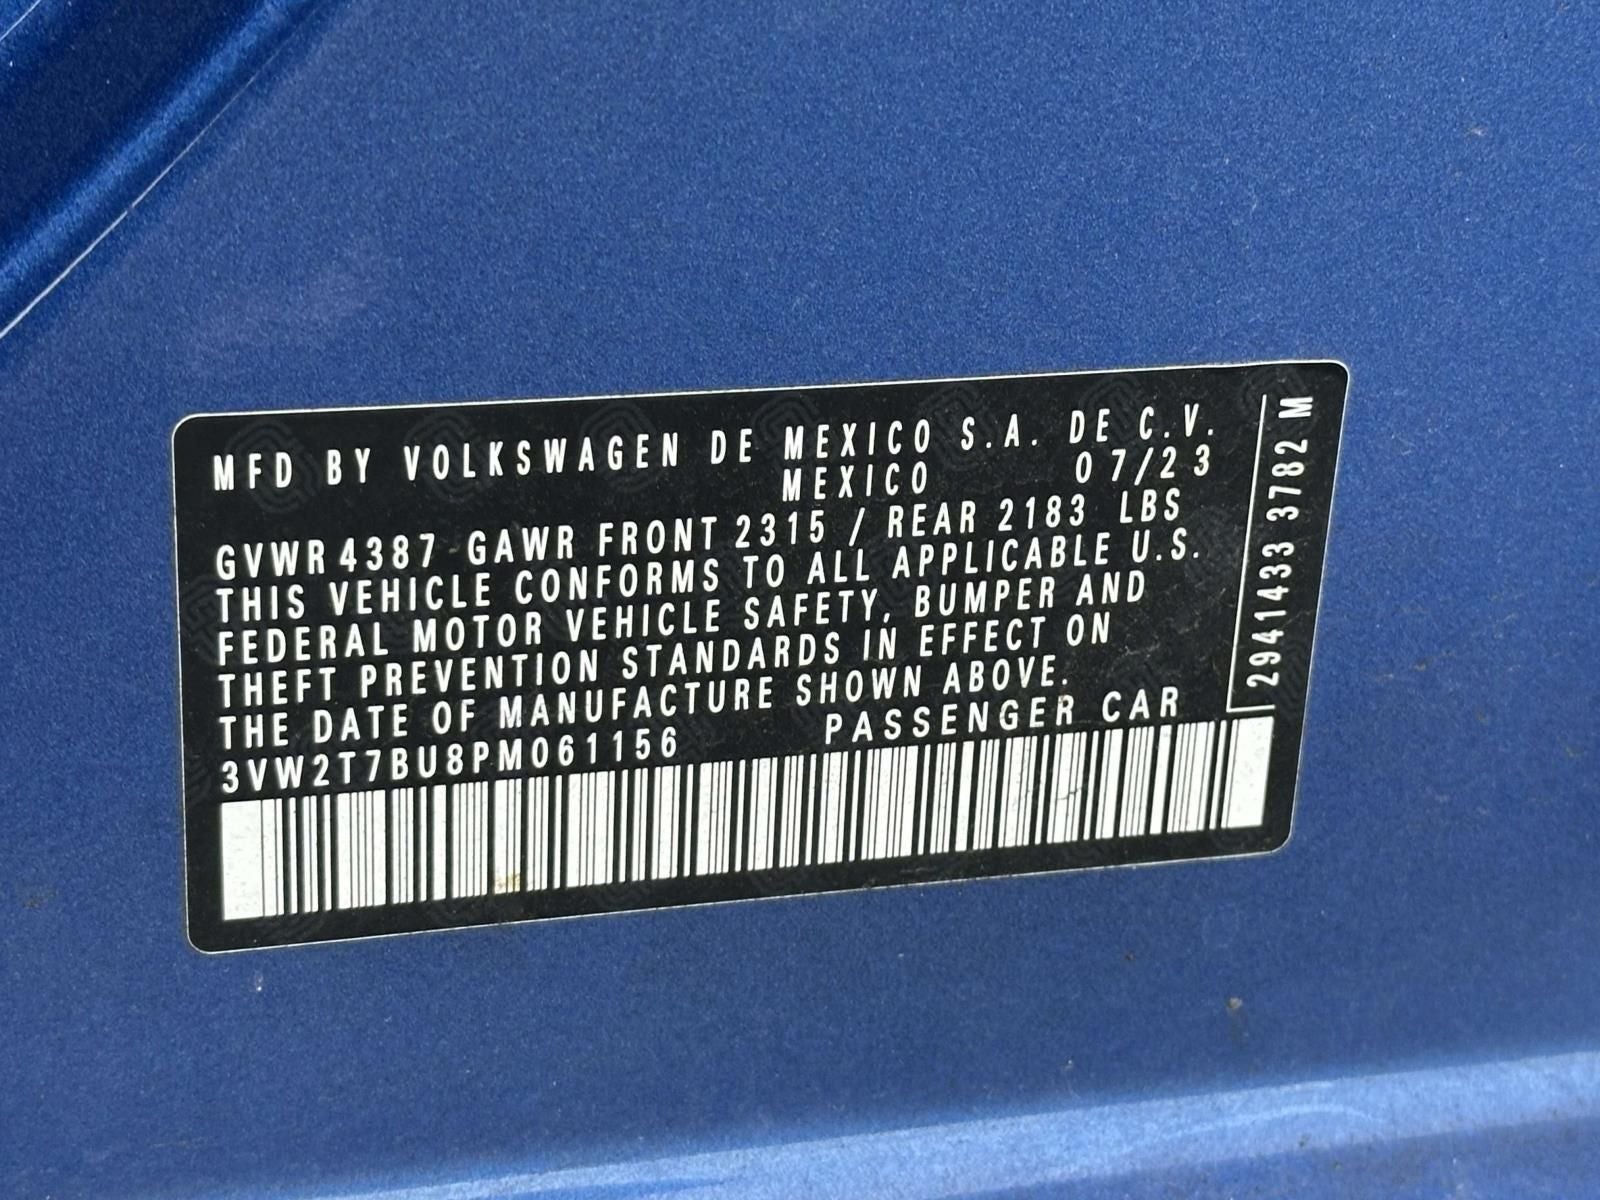 MFD BY VOLKSWAGEN DE MEXICO S.A. DE C.V.
MEXICO 07/23
GVWR 4387 GAWR FRONT 2315 / REAR 2183 LBS
THIS VEHICLE CONFORMS TO ALL APPLICABLE U.S.
FEDERAL MOTOR VEHICLE SAFETY, BUMPER AND
THEFT PREVENTION STANDARDS IN EFFECT ON
THE DATE OF MANUFACTURE SHOWN ABOVE.
3VW2T7BU8PM061156 PASSENGER CAR
2941433 3782 M